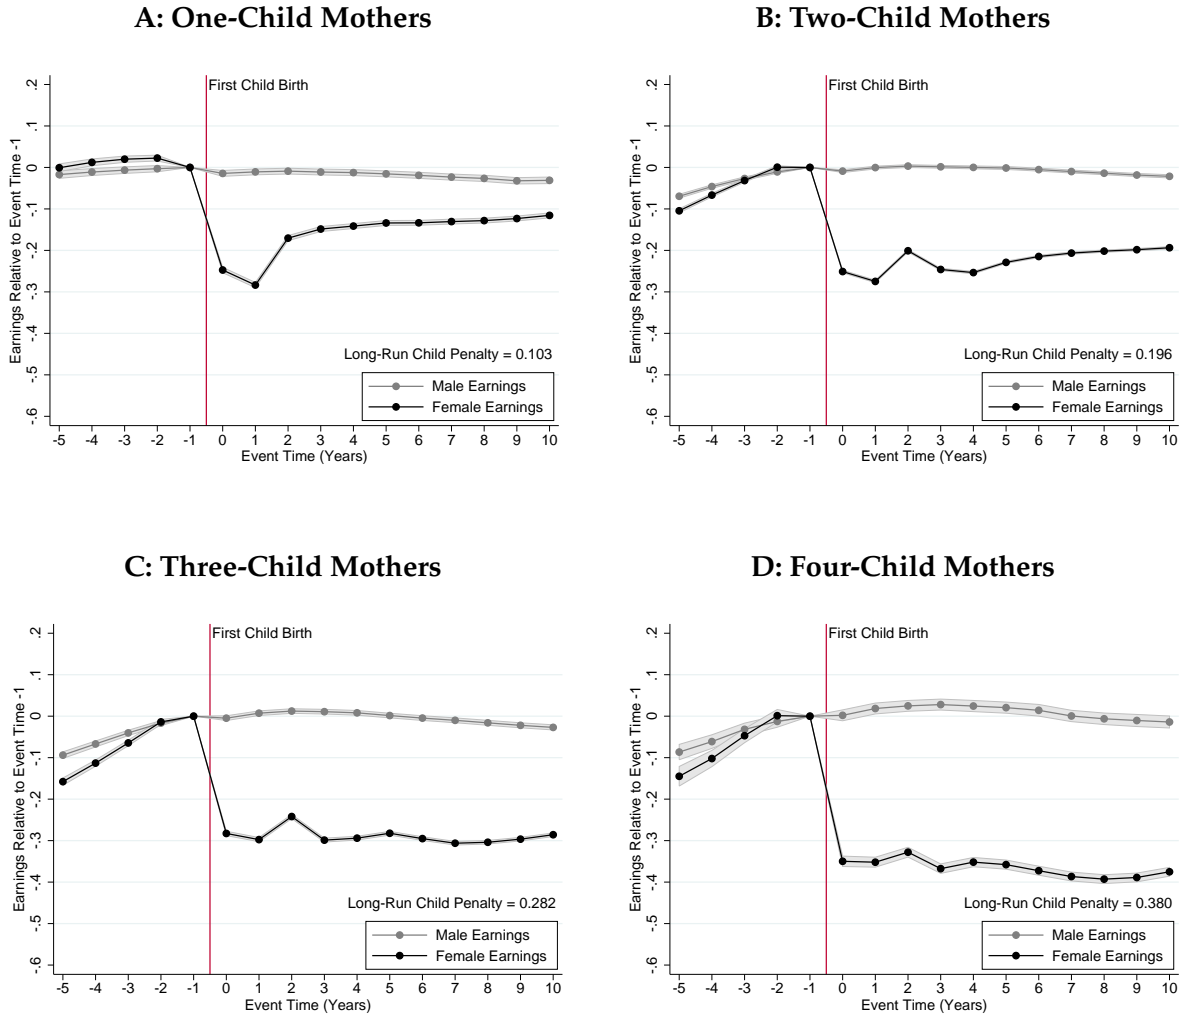 A: One-Child Mothers
First Child Birth
Earnings Relative to Event Time -1
.2
.1
0
-.1
-.2
-.3
-.4
-.5
-.6
Long-Run Child Penalty = 0.103
Male Earnings
Female Earnings
-5 -4 -3 -2 -1 0 1 2 3 4 5 6 7 8 9 10
Event Time (Years)
B: Two-Child Mothers
First Child Birth
Earnings Relative to Event Time -1
.2
.1
0
-.1
-.2
-.3
-.4
-.5
-.6
Long-Run Child Penalty = 0.196
Male Earnings
Female Earnings
-5 -4 -3 -2 -1 0 1 2 3 4 5 6 7 8 9 10
Event Time (Years)
C: Three-Child Mothers
First Child Birth
Earnings Relative to Event Time -1
.2
.1
0
-.1
-.2
-.3
-.4
-.5
-.6
Long-Run Child Penalty = 0.282
Male Earnings
Female Earnings
-5 -4 -3 -2 -1 0 1 2 3 4 5 6 7 8 9 10
Event Time (Years)
D: Four-Child Mothers
First Child Birth
Earnings Relative to Event Time -1
.2
.1
0
-.1
-.2
-.3
-.4
-.5
-.6
Long-Run Child Penalty = 0.380
Male Earnings
Female Earnings
-5 -4 -3 -2 -1 0 1 2 3 4 5 6 7 8 9 10
Event Time (Years)